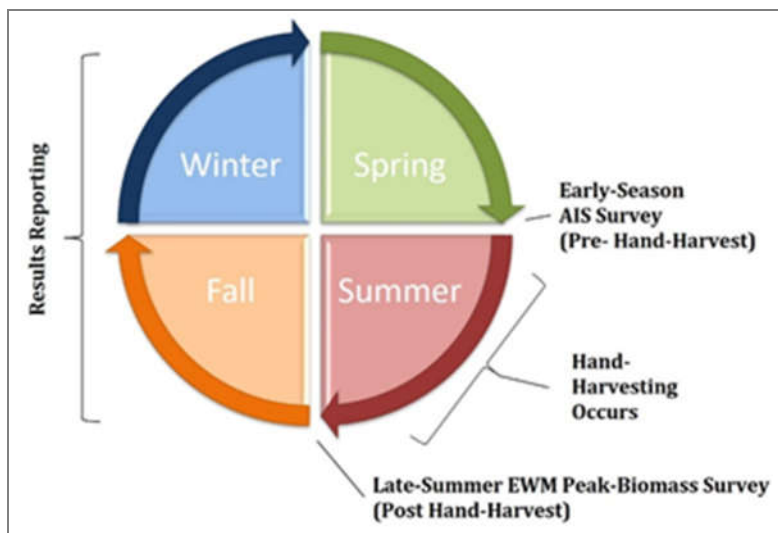 Results Reporting
Winter
Spring
Early-Season
AIS Survey
(Pre- Hand-Harvest)
Fall
Summer
Hand-
Harvesting
Occurs
Late-Summer EWM Peak-Biomass Survey
(Post Hand-Harvest)